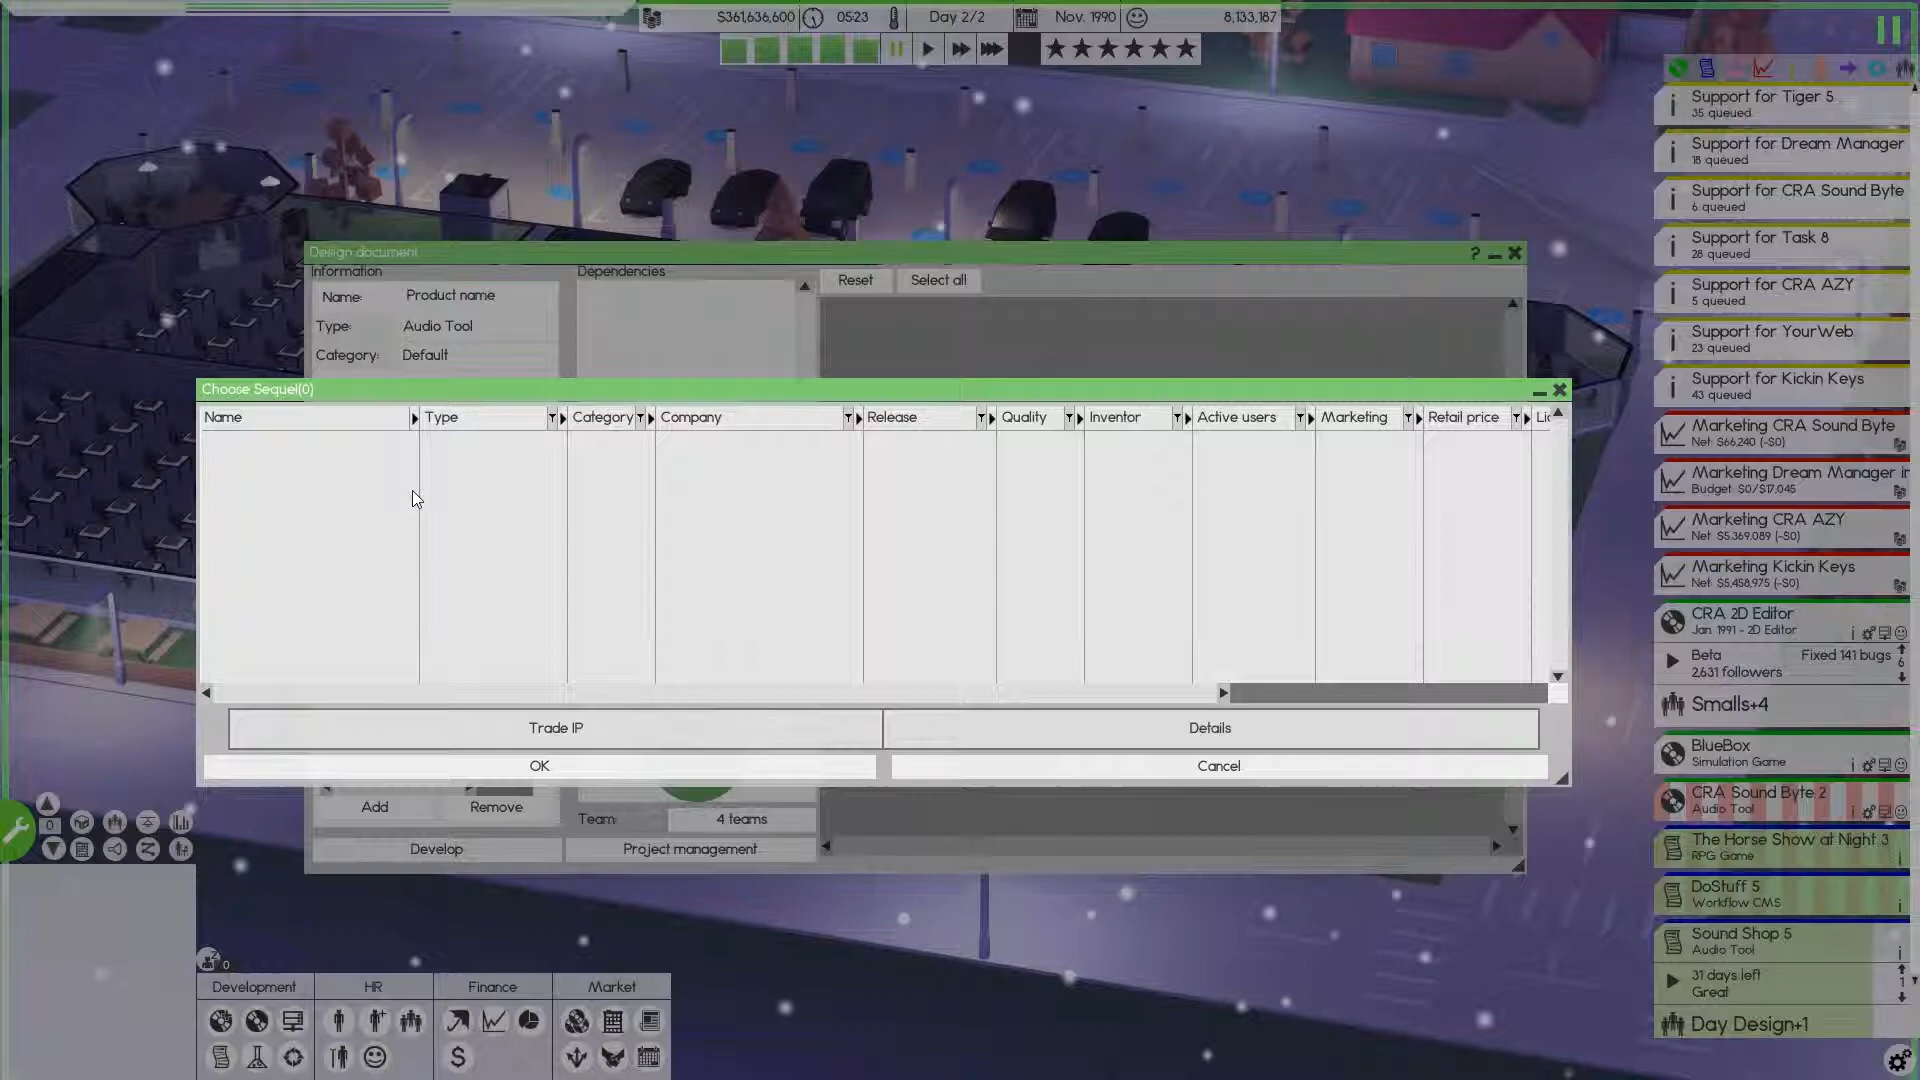 $361,636,600 05:23 Day 2/2 Nov. 1990 8,133,187
Support for Tiger 5
35 queued
Support for Dream Manager
18 queued
Support for CRA Sound Byte
6 queued
Support for Task 8
28 queued
Support for CRA AZY
5 queued
Support for YourWeb
23 queued
Support for Kickin Keys
43 queued
Marketing CRA Sound Byte
Net: $66,240 (-$0)
Marketing Dream Manager in
Budget: $0/$17,045
Marketing CRA AZY
Net: $5,369,089 (-$0)
Marketing Kickin Keys
Net: $5,458,975 (-$0)
CRA 2D Editor
Jan 1991 - 2D Editor
Beta Fixed 141 bugs
2,631 followers 6
Smalls+4
BlueBox
Simulation Game
CRA Sound Byte 2
Audio Tool
The Horse Show at Night 3
RPG Game
DoStuff 5
Workflow CMS
Sound Shop 5
Audio Tool
31 days left
Great 1
Day Design+1
Design document ?
Information Dependencies Reset Select all
Name: Product name
Type: Audio Tool
Category: Default
Choose Sequel(0)
Name Type Category Company Release Quality Inventor Active users Marketing Retail price Lic
Trade IP Details
OK Cancel
Add Remove Team: 4 teams
Develop Project management
0
0
Development HR Finance Market